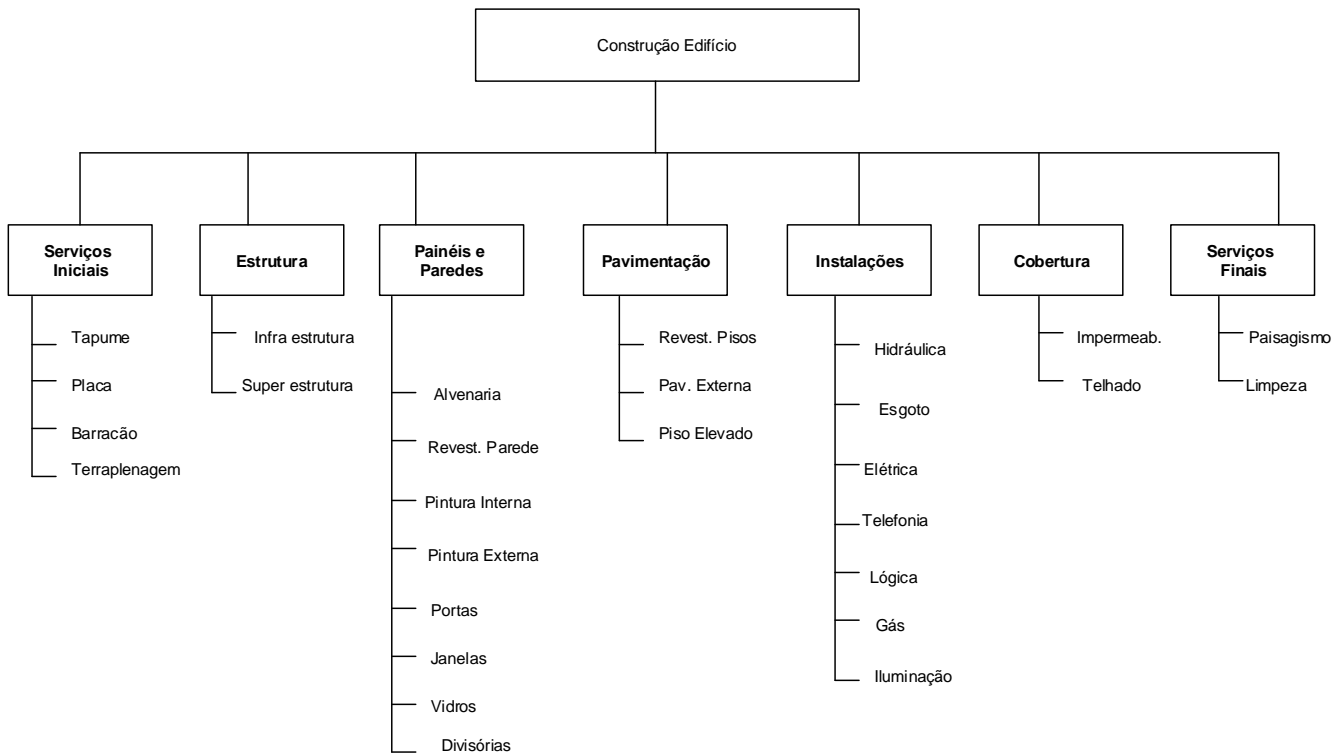 Construção Edifício
Serviços
Iniciais
Tapume
Placa
Barracão
Terraplenagem
Estrutura
Infra estrutura
Super estrutura
Painéis e
Paredes
Alvenaria
Revest. Parede
Pintura Interna
Pintura Externa
Portas
Janelas
Vidros
Divisórias
Pavimentação
Revest. Pisos
Pav. Externa
Piso Elevado
Instalações
Hidráulica
Esgoto
Elétrica
Telefonia
Lógica
Gás
Iluminação
Cobertura
Impermeab.
Telhado
Serviços
Finais
Paisagismo
Limpeza